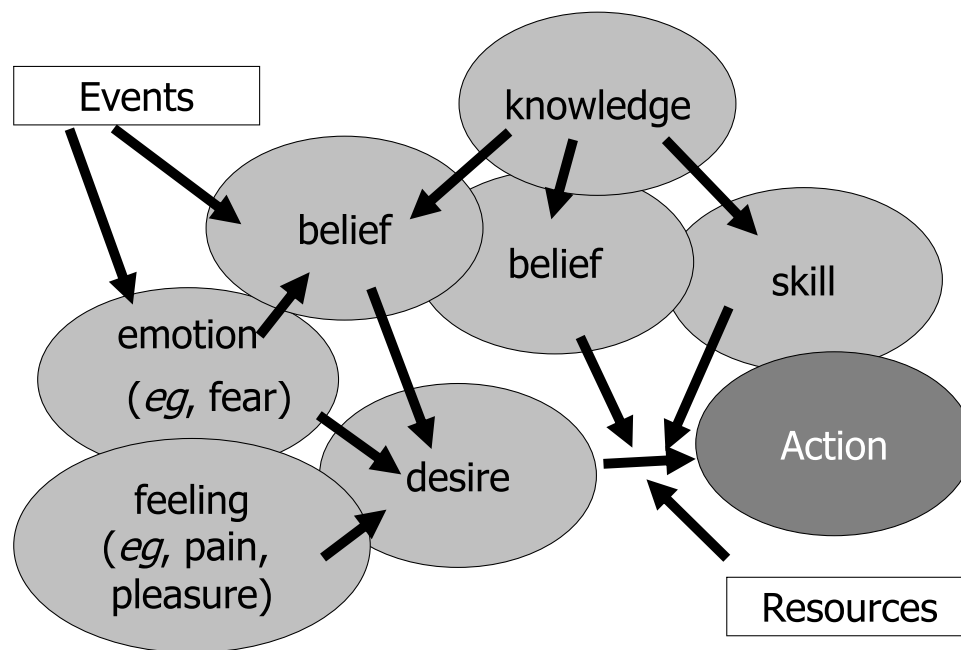 Events
knowledge
belief
belief
skill
emotion
(eg, fear)
Action
desire
feeling
(eg, pain,
pleasure)
Resources